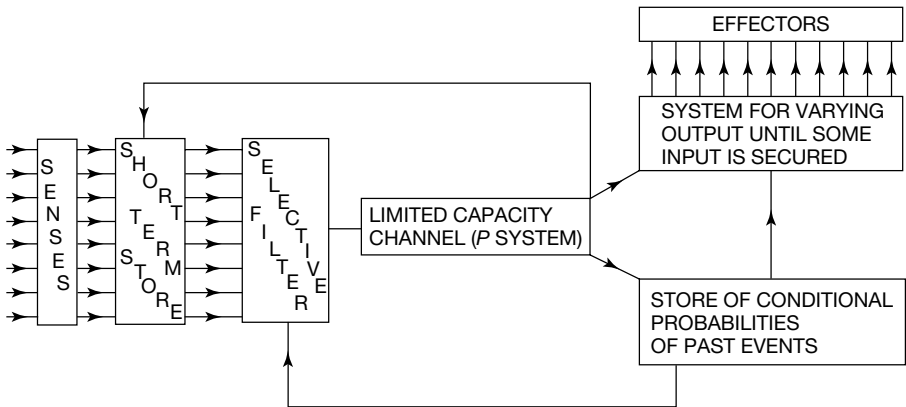 SENSES
SHORT
TERM
STORE
SELECTIVE
FILTER
LIMITED CAPACITY
CHANNEL (P SYSTEM)
EFFECTORS
SYSTEM FOR VARYING
OUTPUT UNTIL SOME
INPUT IS SECURED
STORE OF CONDITIONAL
PROBABILITIES
OF PAST EVENTS